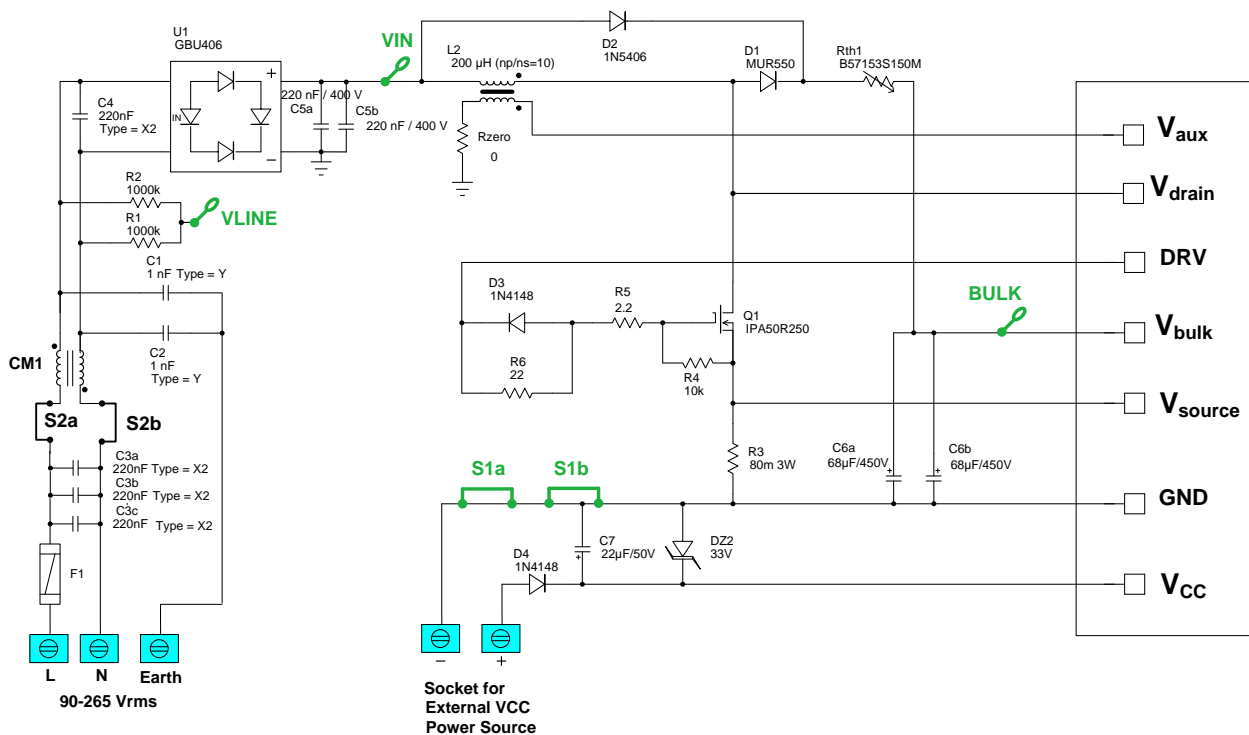 U1
GBU406
VIN
L2
200 µH (np/ns=10)
D2
1N5406
D1
MUR550
Rth1
B57153S150M
C4
220nF
Type = X2
IN
+
−
220 nF / 400 V
C5a
C5b
220 nF / 400 V
Rzero
0
Vaux
Vdrain
R2
1000k
R1
1000k
VLINE
C1
1 nF Type = Y
DRV
D3
1N4148
R5
2.2
Q1
IPA50R250
BULK
Vbulk
C2
1 nF
Type = Y
CM1
R6
22
R4
10k
Vsource
S2a
S2b
C3a
220nF Type = X2
C3b
220nF Type = X2
C3c
220nF Type = X2
R3
80m 3W
C6a
68µF/450V
+
C6b
68µF/450V
+
S1a
S1b
GND
F1
D4
1N4148
C7
22µF/50V
+
DZ2
33V
VCC
L
N
Earth
90-265 Vrms
−
+
Socket for
External VCC
Power Source